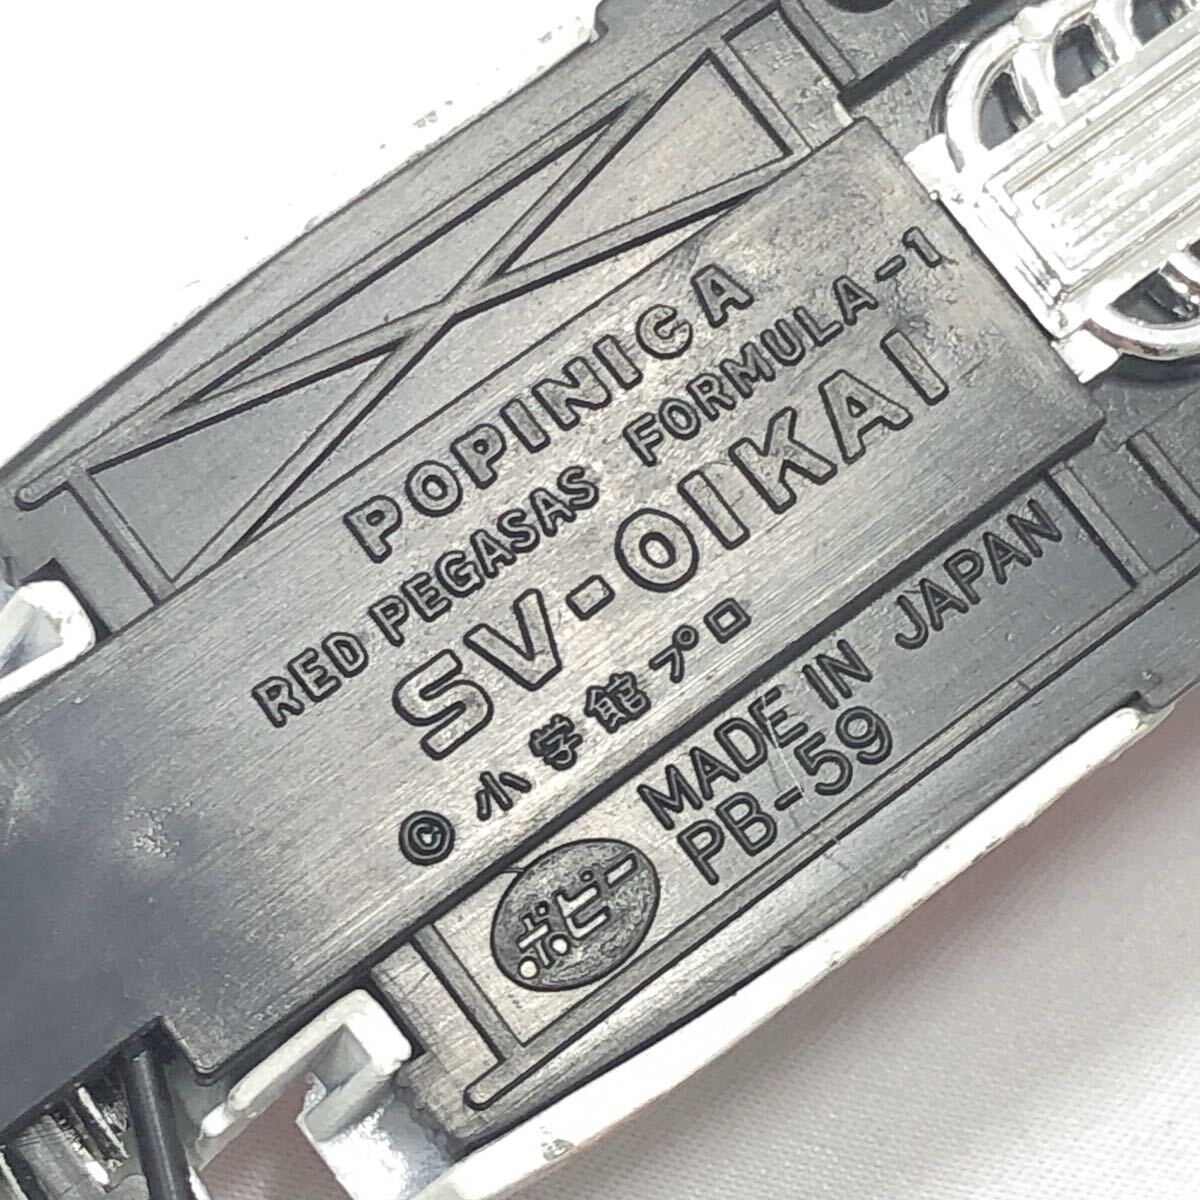 POPINICA
RED PEGASAS FORMULA-1
SV-01KAI
©小学館プロ
ポピー
MADE IN JAPAN
PB-59